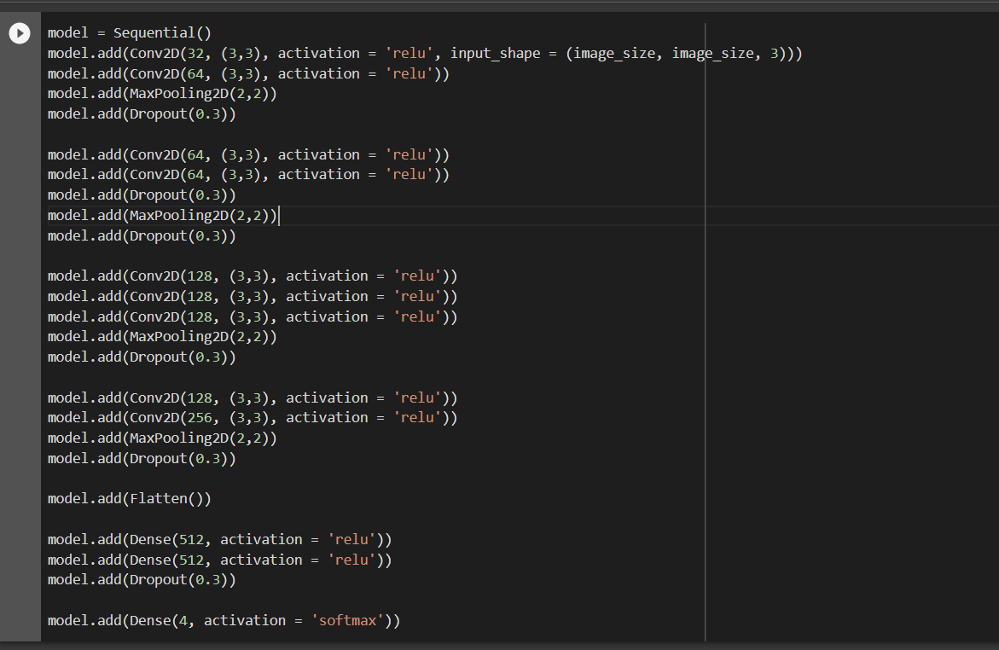 model = Sequential()
model.add(Conv2D(32, (3,3), activation = 'relu', input_shape = (image_size, image_size, 3)))
model.add(Conv2D(64, (3,3), activation = 'relu'))
model.add(MaxPooling2D(2,2))
model.add(Dropout(0.3))
model.add(Conv2D(64, (3,3), activation = 'relu'))
model.add(Conv2D(64, (3,3), activation = 'relu'))
model.add(Dropout(0.3))
model.add(MaxPooling2D(2,2))
model.add(Dropout(0.3))
model.add(Conv2D(128, (3,3), activation = 'relu'))
model.add(Conv2D(128, (3,3), activation = 'relu'))
model.add(Conv2D(128, (3,3), activation = 'relu'))
model.add(MaxPooling2D(2,2))
model.add(Dropout(0.3))
model.add(Conv2D(128, (3,3), activation = 'relu'))
model.add(Conv2D(256, (3,3), activation = 'relu'))
model.add(MaxPooling2D(2,2))
model.add(Dropout(0.3))
model.add(Flatten())
model.add(Dense(512, activation = 'relu'))
model.add(Dense(512, activation = 'relu'))
model.add(Dropout(0.3))
model.add(Dense(4, activation = 'softmax'))